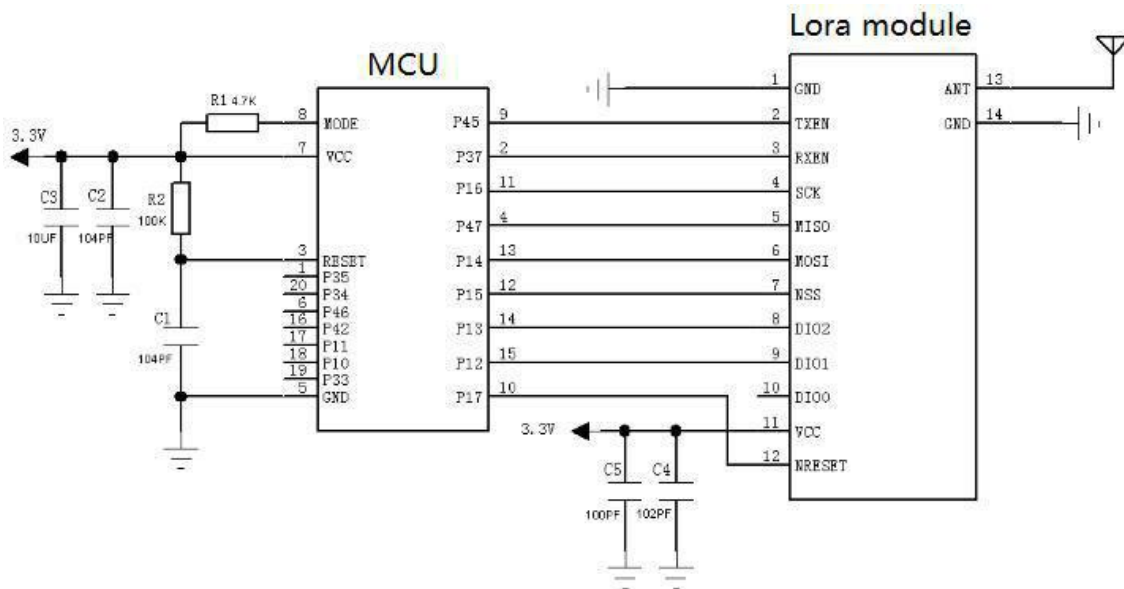 Lora module
MCU
R1 4.7K
8 MODE
P45 9
1 GND
ANT 13
2 TXEN
GND 14
3.3V
7 VCC
P37 2
3 RXEN
C3
C2
R2
P16 11
4 SCK
10UF
104PF
100K
P47 4
5 MISO
3 RESET
P14 13
6 MOSI
1 P35
20 P34
P15 12
7 NSS
6 P46
C1
16 P42
P13 14
8 DIO2
17 P11
104PF
18 P10
P12 15
9 DIO1
19 P33
5 GND
P17 10
10 DIO0
3.3V
11 VCC
12 NRESET
C5
C4
100PF
102PF